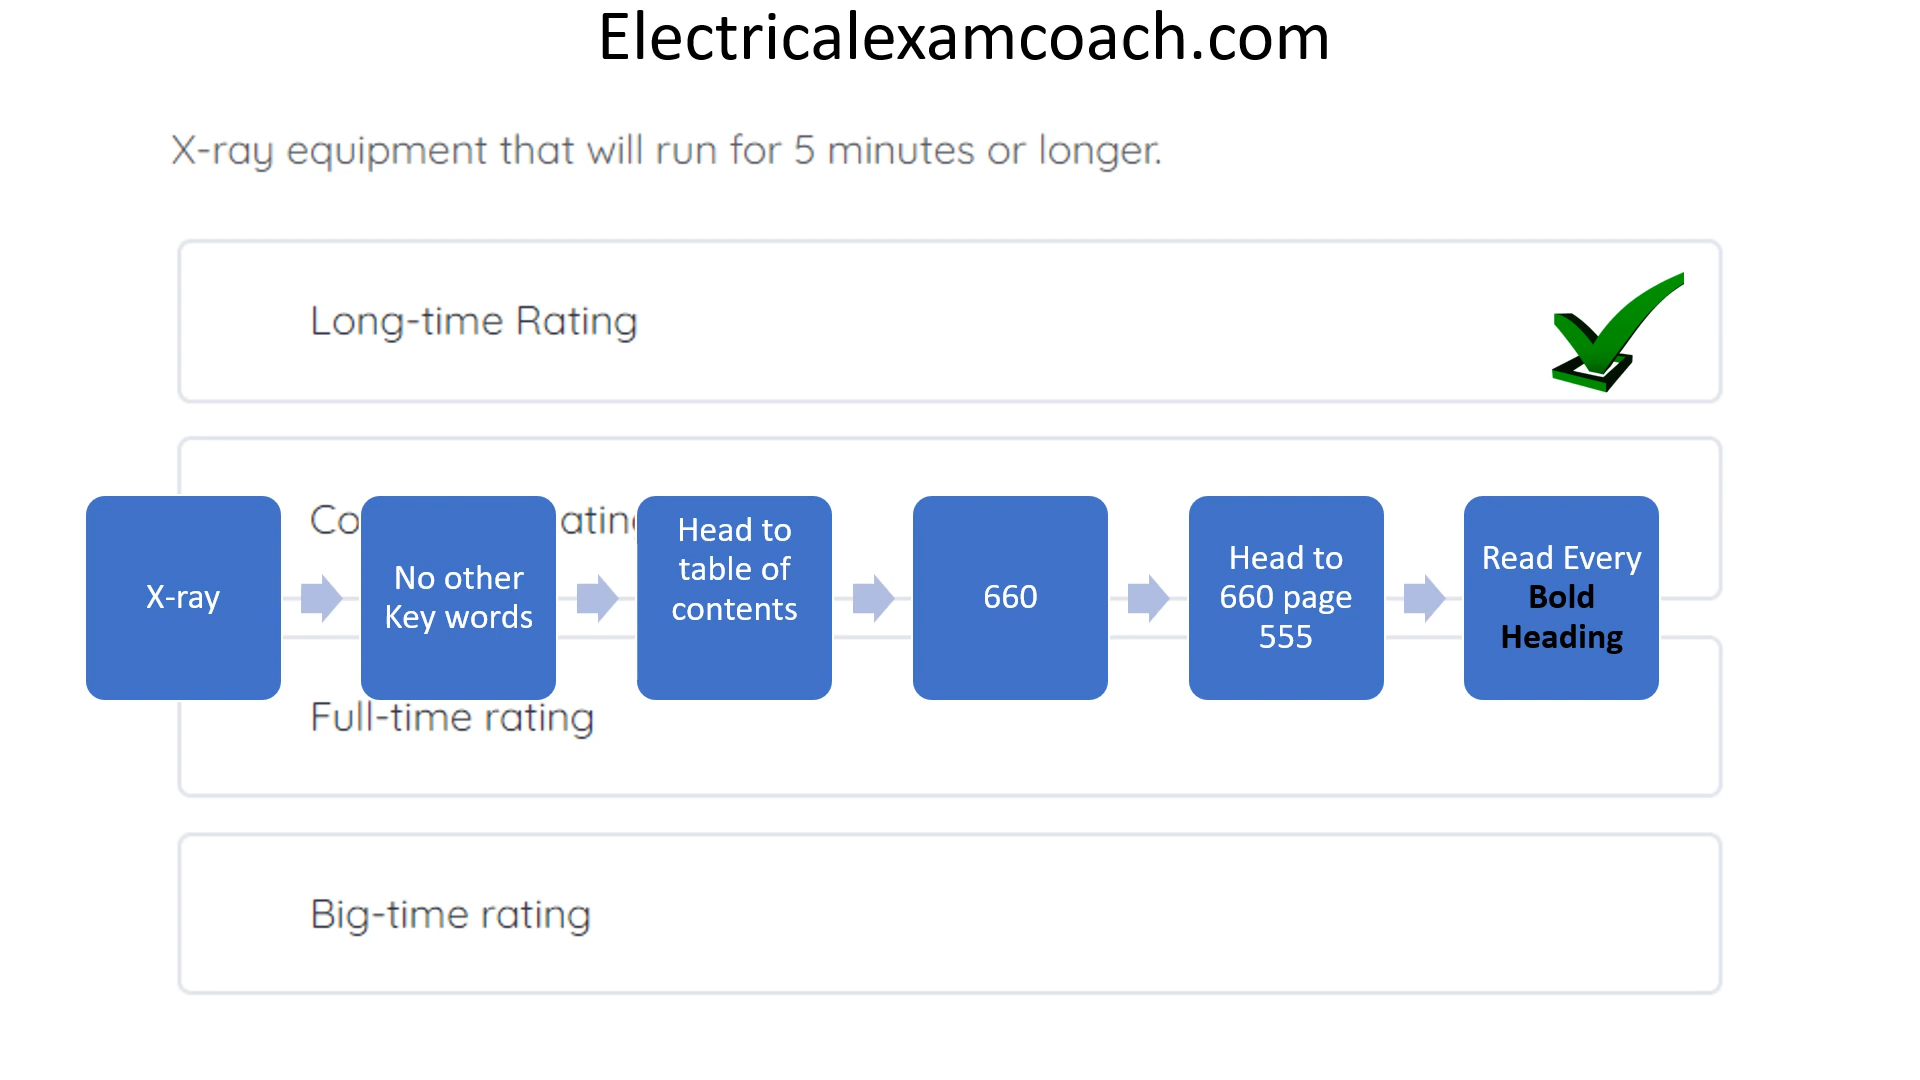 Electricalexamcoach.com
X-ray equipment that will run for 5 minutes or longer.
Long-time Rating
X-ray
No other
Key words
Head to
table of
contents
660
Head to
660 page
555
Read Every
Bold
Heading
Full-time rating
Big-time rating